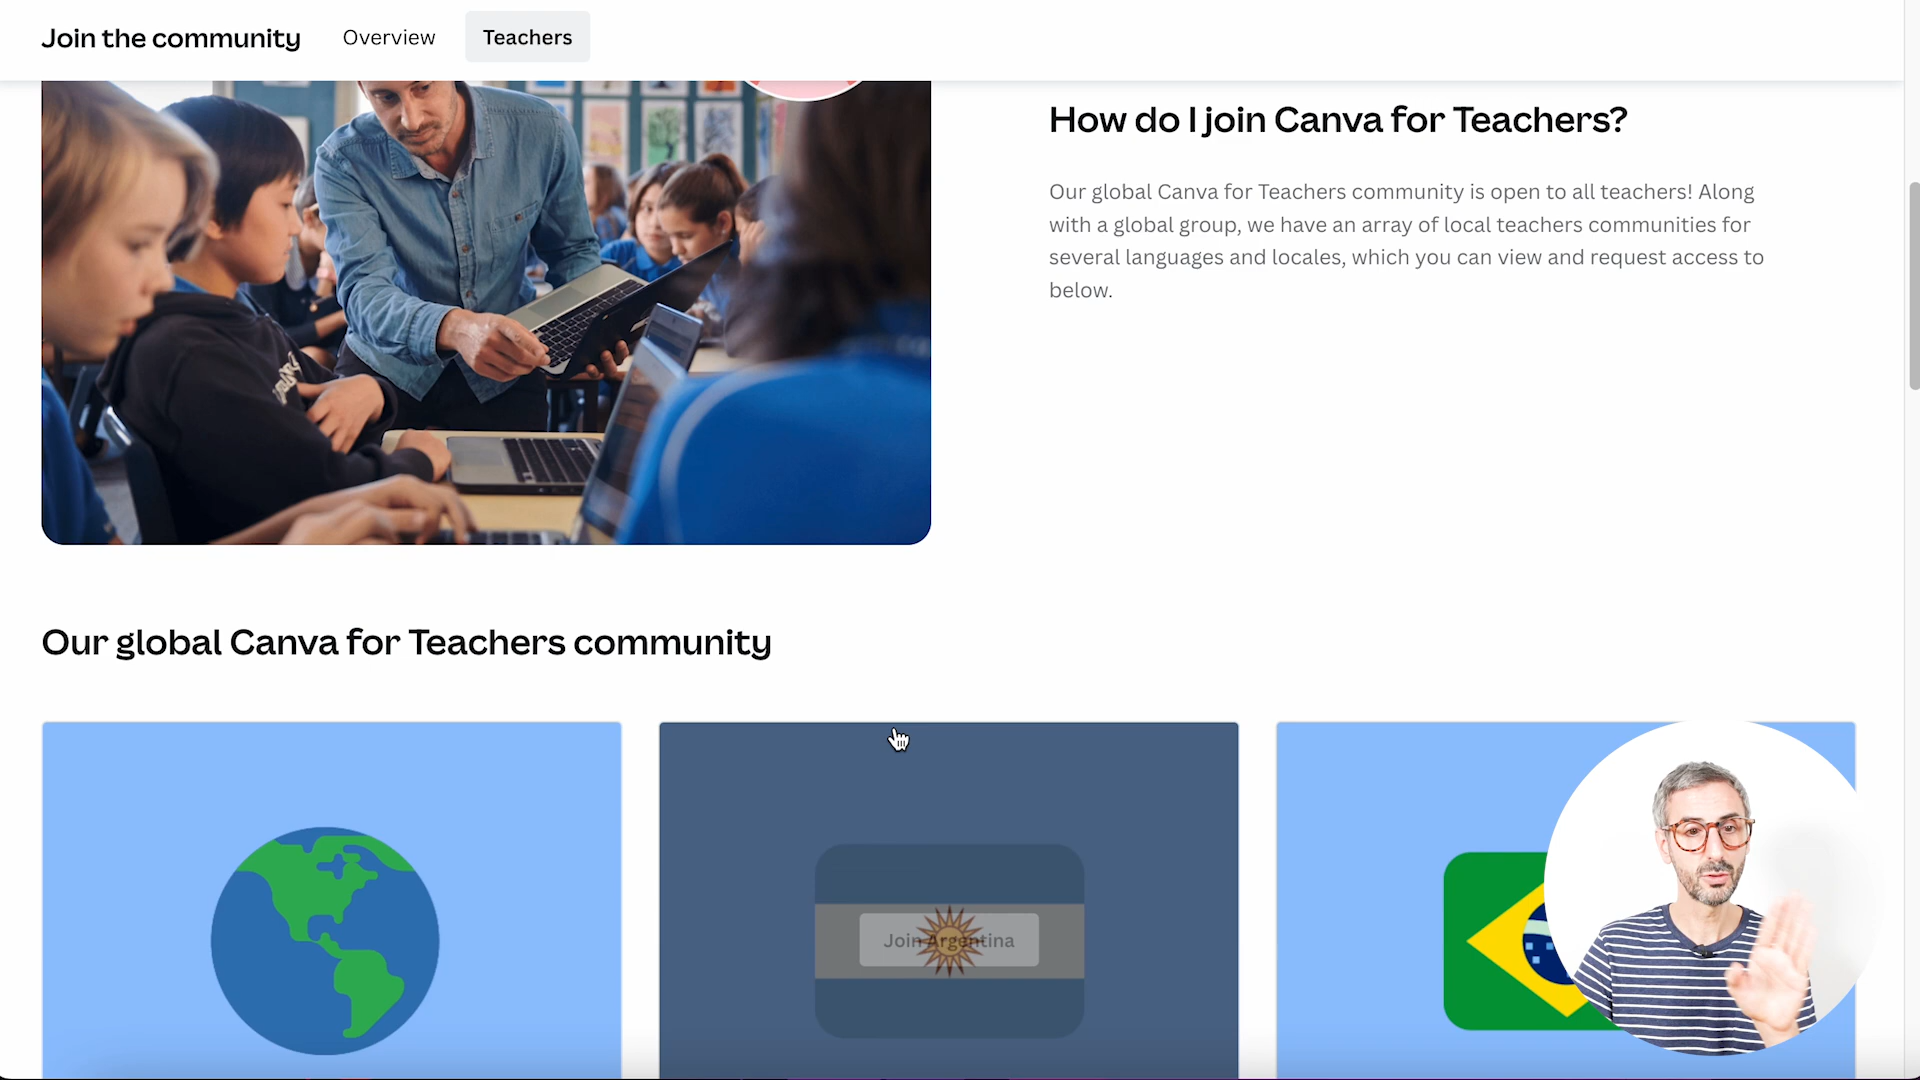 Join the community
Overview
Teachers
How do I join Canva for Teachers?
Our global Canva for Teachers community is open to all teachers! Along
with a global group, we have an array of local teachers communities for
several languages and locales, which you can view and request access to
below.
Our global Canva for Teachers community
Join Argentina